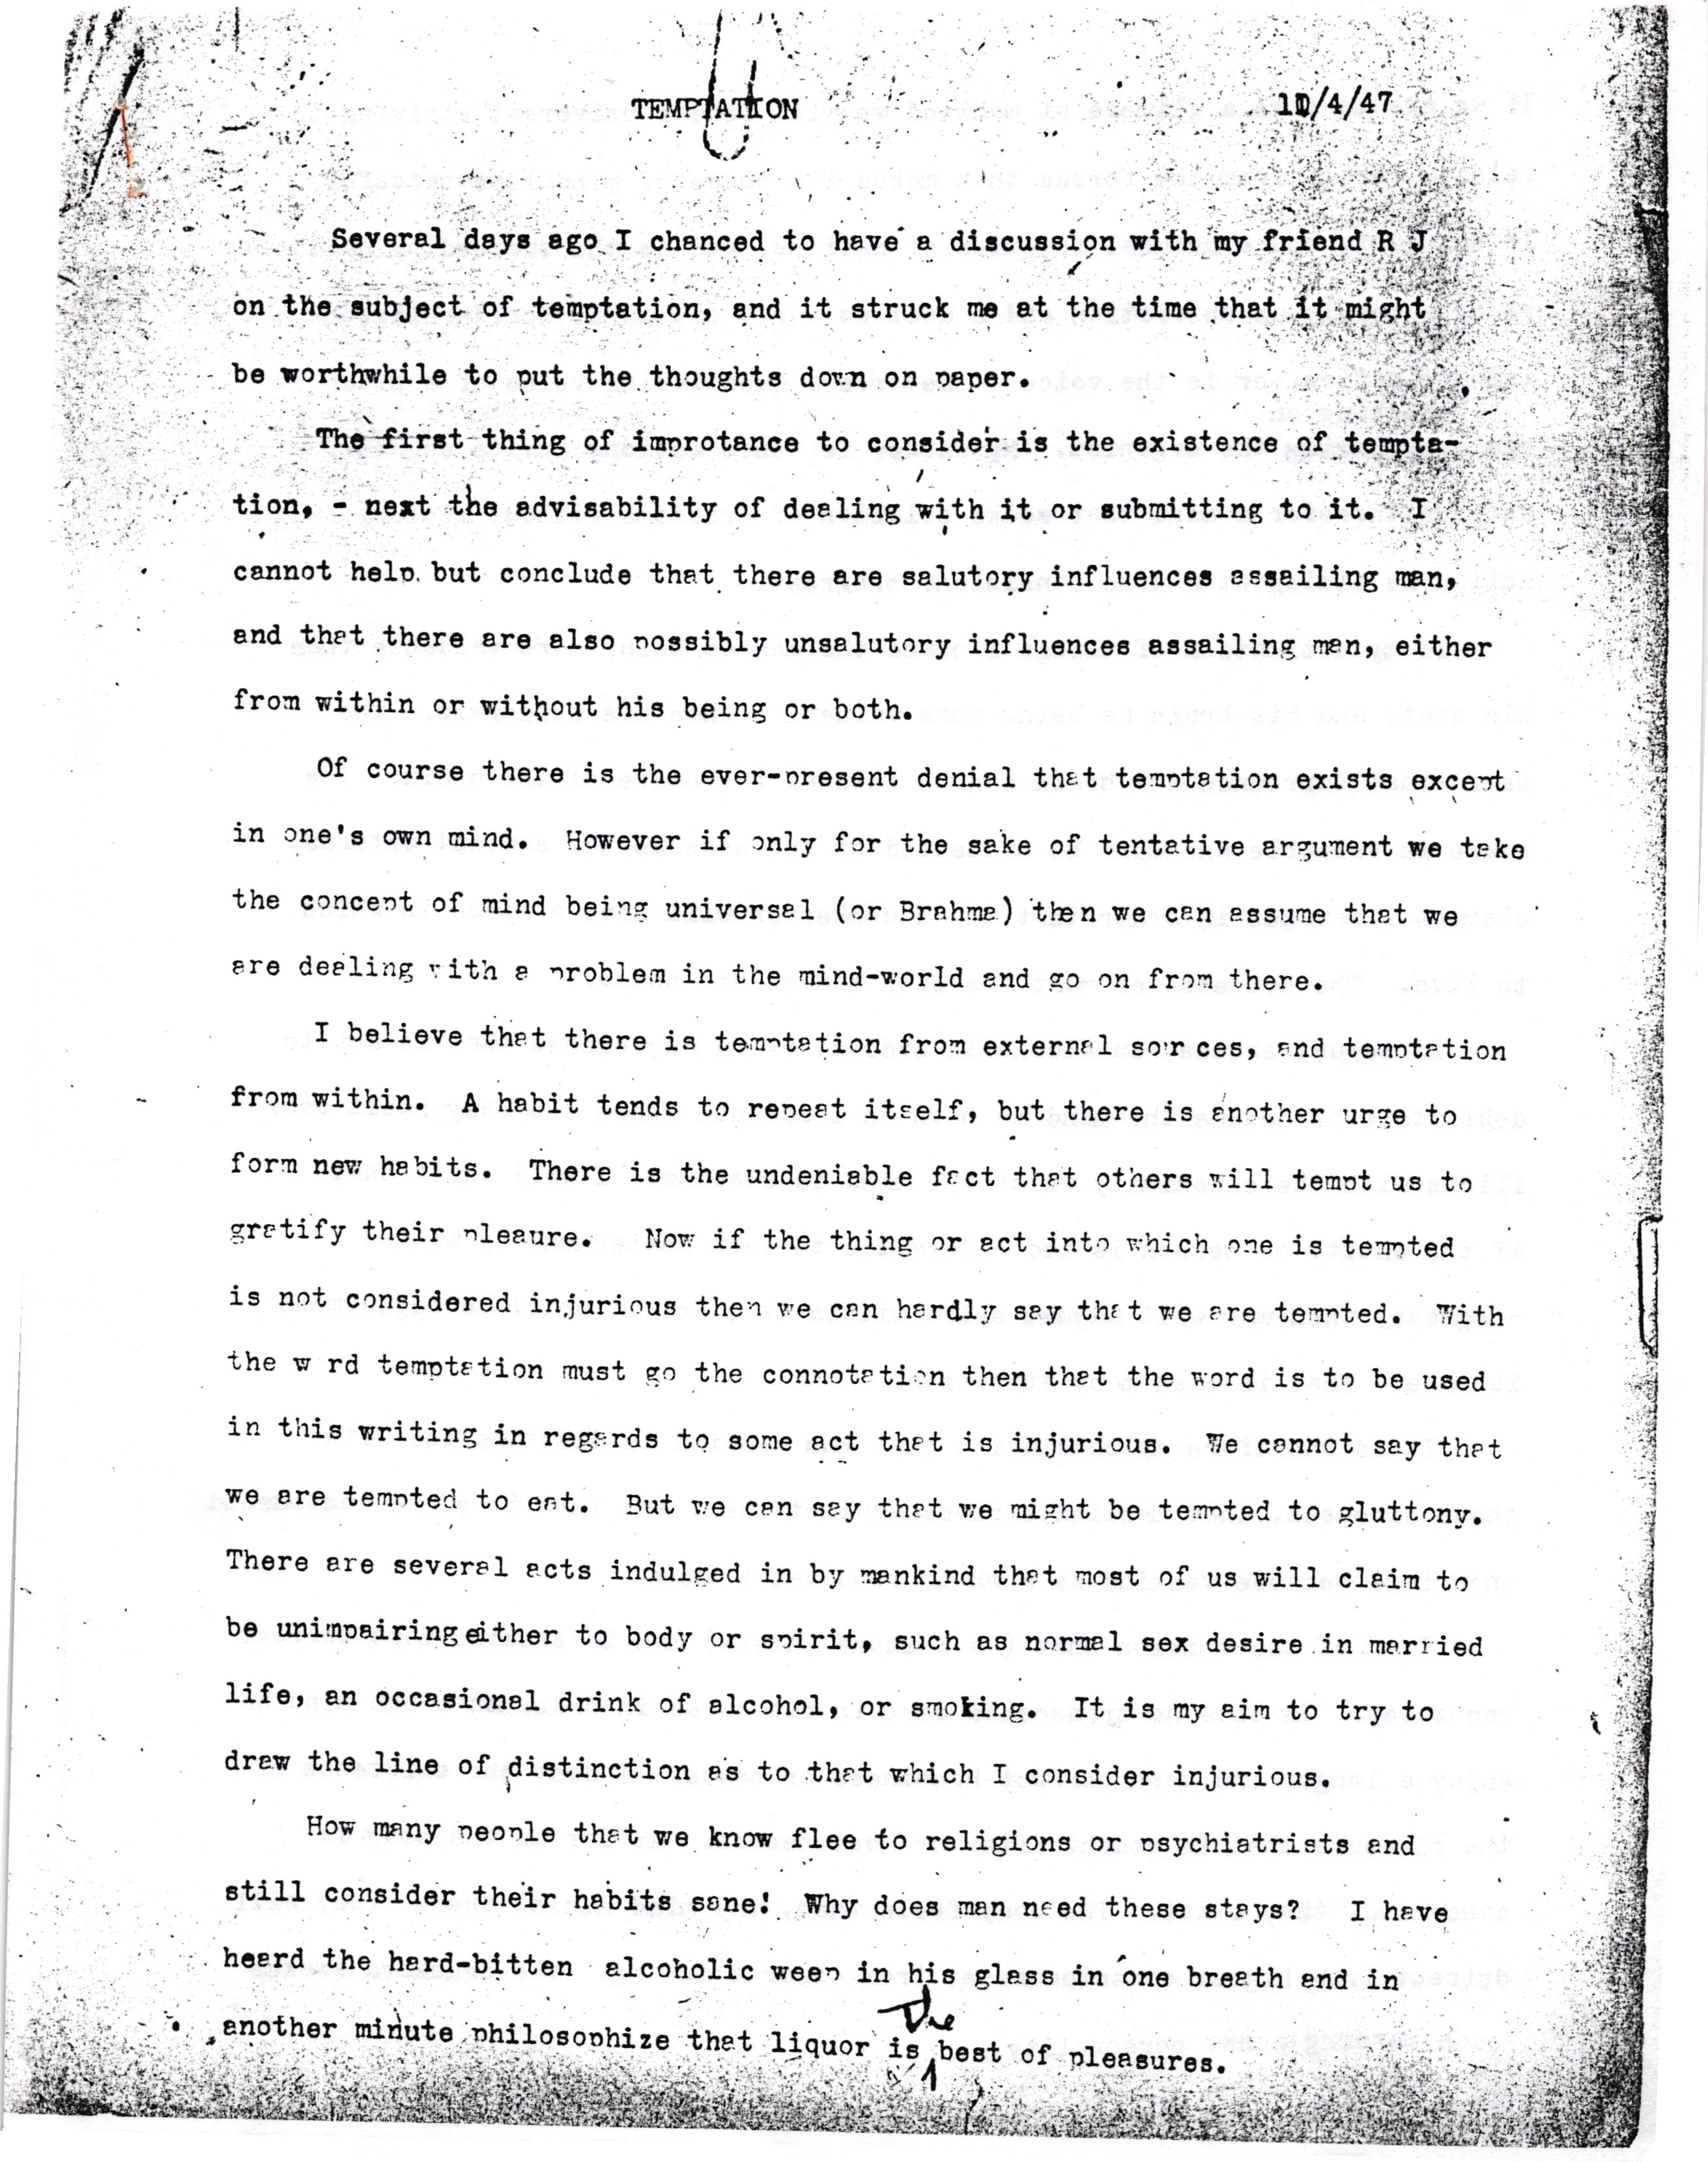 TEMPTATION 10/4/47
Several days ago I chanced to have a discussion with my friend R J
on the subject of temptation, and it struck me at the time that it might
be worthwhile to put the thoughts down on paper.
The first thing of improtance to consider is the existence of tempta-
tion, - next the advisability of dealing with it or submitting to it. I
cannot help but conclude that there are salutory influences assailing man,
and that there are also possibly unsalutory influences assailing man, either
from within or without his being or both.
Of course there is the ever-present denial that temptation exists except
in one's own mind. However if only for the sake of tentative argument we take
the concept of mind being universal (or Brahma) then we can assume that we
are dealing with a problem in the mind-world and go on from there.
I believe that there is temptation from external sources, and temptation
from within. A habit tends to repeat itself, but there is another urge to
form new habits. There is the undeniable fact that others will tempt us to
gratify their pleaure. Now if the thing or act into which one is tempted
is not considered injurious then we can hardly say that we are tempted. With
the w rd temptation must go the connotation then that the word is to be used
in this writing in regards to some act that is injurious. We cannot say that
we are tempted to eat. But we can say that we might be tempted to gluttony.
There are several acts indulged in by mankind that most of us will claim to
be unimpairing either to body or spirit, such as normal sex desire in married
life, an occasional drink of alcohol, or smoking. It is my aim to try to
draw the line of distinction as to that which I consider injurious.
How many people that we know flee to religions or psychiatrists and
still consider their habits sane! Why does man need these stays? I have
heard the hard-bitten alcoholic weep in his glass in one breath and in
another minute philosophize that liquor is the best of pleasures.